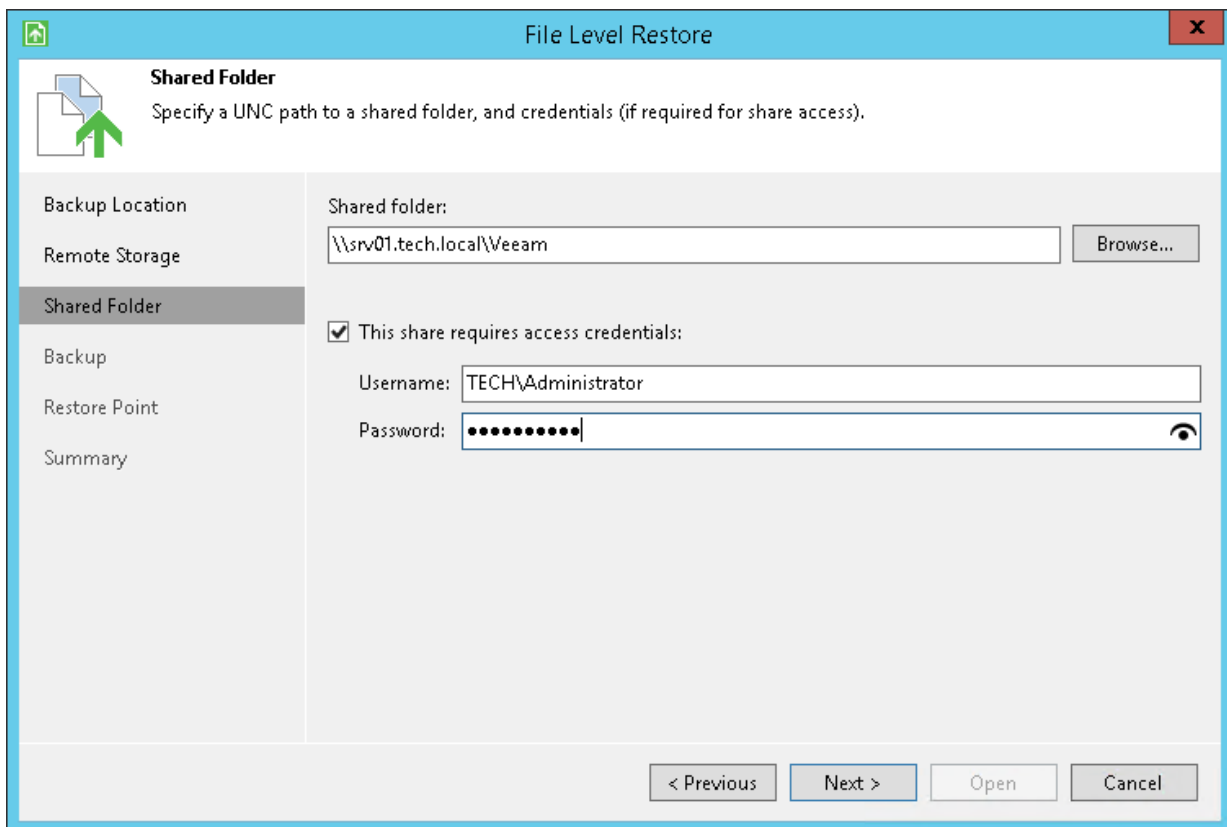 File Level Restore
x
Shared Folder
Specify a UNC path to a shared folder, and credentials (if required for share access).
Backup Location
Remote Storage
Shared Folder
Backup
Restore Point
Summary
Shared folder:
\\srv01.tech.local\Veeam
Browse...
This share requires access credentials:
Username:
TECH\Administrator
Password:
●●●●●●●●●●
< Previous
Next >
Open
Cancel